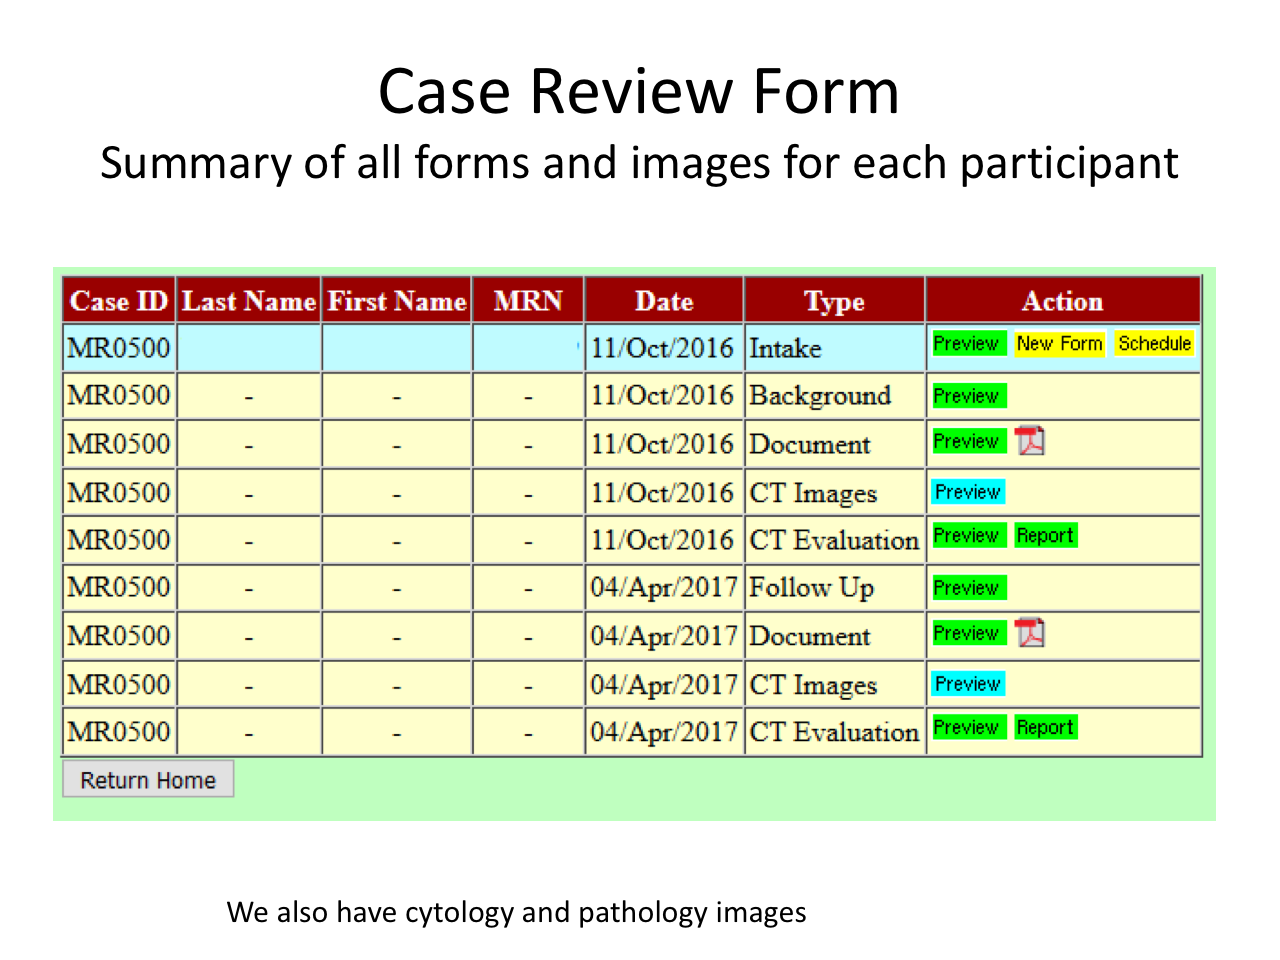 Case Review Form
Summary of all forms and images for each participant
Case ID Last Name First Name MRN Date Type Action
MR0500 11/Oct/2016 Intake Preview New Form Schedule
MR0500 - - - 11/Oct/2016 Background Preview
MR0500 - - - 11/Oct/2016 Document Preview
MR0500 - - - 11/Oct/2016 CT Images Preview
MR0500 - - - 11/Oct/2016 CT Evaluation Preview Report
MR0500 - - - 04/Apr/2017 Follow Up Preview
MR0500 - - - 04/Apr/2017 Document Preview
MR0500 - - - 04/Apr/2017 CT Images Preview
MR0500 - - - 04/Apr/2017 CT Evaluation Preview Report
Return Home
We also have cytology and pathology images